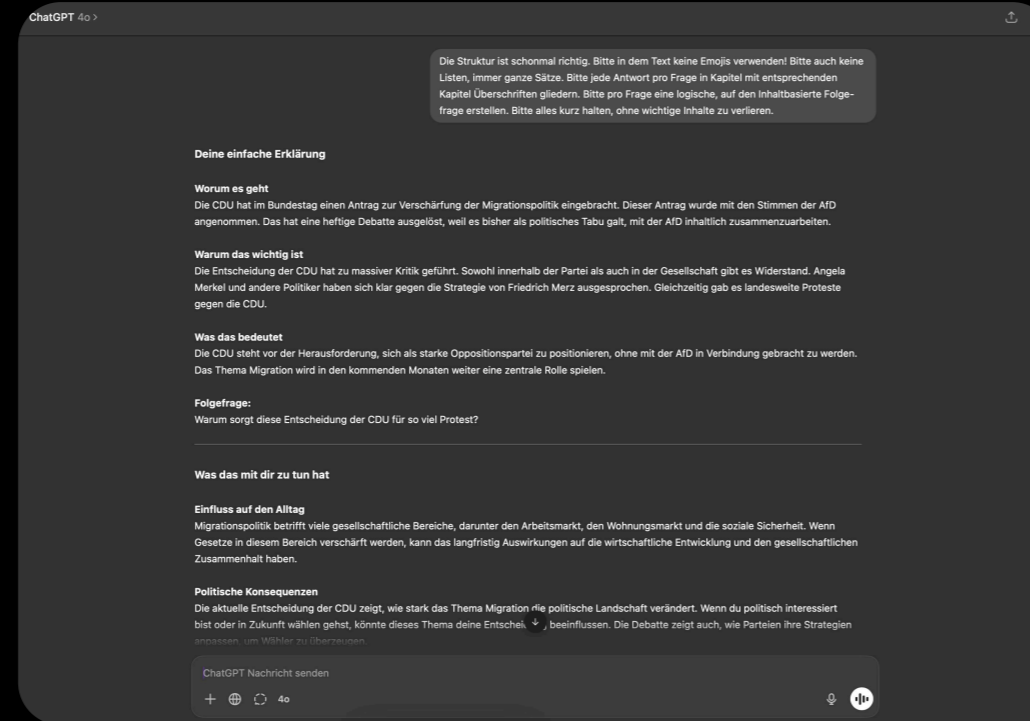 ChatGPT 4o >
Die Struktur ist schonmal richtig. Bitte in dem Text keine Emojis verwenden! Bitte auch keine
Listen, immer ganze Sätze. Bitte jede Antwort pro Frage in Kapitel mit entsprechenden
Kapitel Überschriften gliedern. Bitte pro Frage eine logische, auf den Inhaltbasierte Folge-
frage erstellen. Bitte alles kurz halten, ohne wichtige Inhalte zu verlieren.
Deine einfache Erklärung
Worum es geht
Die CDU hat im Bundestag einen Antrag zur Verschärfung der Migrationspolitik eingebracht. Dieser Antrag wurde mit den Stimmen der AfD
angenommen. Das hat eine heftige Debatte ausgelöst, weil es bisher als politisches Tabu galt, mit der AfD inhaltlich zusammenzuarbeiten.
Warum das wichtig ist
Die Entscheidung der CDU hat zu massiver Kritik geführt. Sowohl innerhalb der Partei als auch in der Gesellschaft gibt es Widerstand. Angela
Merkel und andere Politiker haben sich klar gegen die Strategie von Friedrich Merz ausgesprochen. Gleichzeitig gab es landesweite Proteste
gegen die CDU.
Was das bedeutet
Die CDU steht vor der Herausforderung, sich als starke Oppositionspartei zu positionieren, ohne mit der AfD in Verbindung gebracht zu werden.
Das Thema Migration wird in den kommenden Monaten weiter eine zentrale Rolle spielen.
Folgefrage:
Warum sorgt diese Entscheidung der CDU für so viel Protest?
Was das mit dir zu tun hat
Einfluss auf den Alltag
Migrationspolitik betrifft viele gesellschaftliche Bereiche, darunter den Arbeitsmarkt, den Wohnungsmarkt und die soziale Sicherheit. Wenn
Gesetze in diesem Bereich verschärft werden, kann das langfristig Auswirkungen auf die wirtschaftliche Entwicklung und den gesellschaftlichen
Zusammenhalt haben.
Politische Konsequenzen
Die aktuelle Entscheidung der CDU zeigt, wie stark das Thema Migration die politische Landschaft verändert. Wenn du politisch interessiert
bist oder in Zukunft wählen gehst, könnte dieses Thema deine beeinflussen. Die Debatte zeigt auch, wie Parteien ihre Strategien
anpassen, um Wähler zu überzeugen.
ChatGPT Nachricht senden
4o